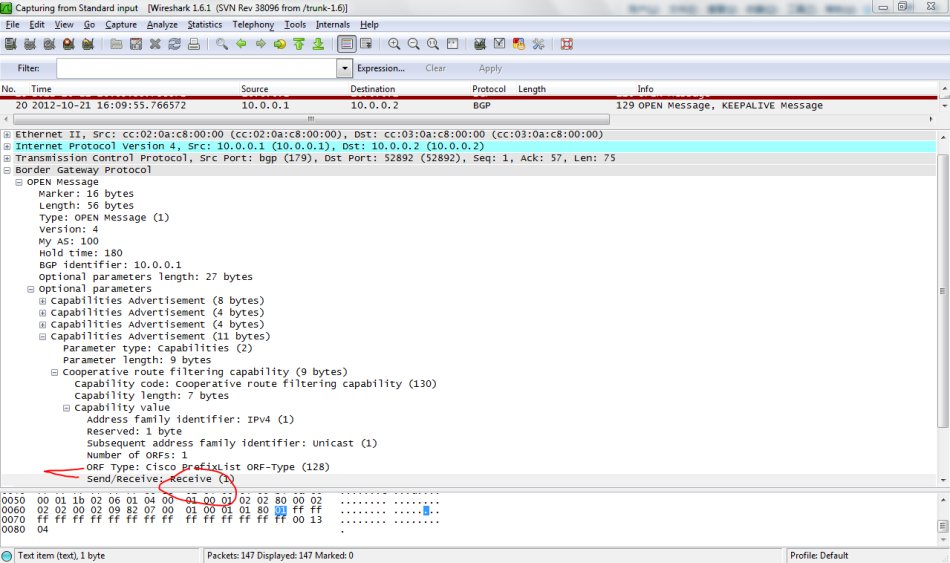 Capturing from Standard input [Wireshark 1.6.1 (SVN Rev 38096 from /trunk-1.6)]
File Edit View Go Capture Analyze Statistics Telephony Tools Internals Help
Filter: Expression... Clear Apply
No. Time Source Destination Protocol Length Info
20 2012-10-21 16:09:55.766572 10.0.0.1 10.0.0.2 BGP 129 OPEN Message, KEEPALIVE Message
Ethernet II, Src: cc:02:0a:c8:00:00 (cc:02:0a:c8:00:00), Dst: cc:03:0a:c8:00:00 (cc:03:0a:c8:00:00)
Internet Protocol Version 4, Src: 10.0.0.1 (10.0.0.1), Dst: 10.0.0.2 (10.0.0.2)
Transmission Control Protocol, Src Port: bgp (179), Dst Port: 52892 (52892), Seq: 1, Ack: 57, Len: 75
Border Gateway Protocol
OPEN Message
Marker: 16 bytes
Length: 56 bytes
Type: OPEN Message (1)
Version: 4
My AS: 100
Hold time: 180
BGP identifier: 10.0.0.1
Optional parameters length: 27 bytes
Optional parameters
Capabilities Advertisement (8 bytes)
Capabilities Advertisement (4 bytes)
Capabilities Advertisement (4 bytes)
Capabilities Advertisement (11 bytes)
Parameter type: Capabilities (2)
Parameter length: 9 bytes
Cooperative route filtering capability (9 bytes)
Capability code: Cooperative route filtering capability (130)
Capability length: 7 bytes
Capability value
Address family identifier: IPv4 (1)
Reserved: 1 byte
Subsequent address family identifier: Unicast (1)
Number of ORFs: 1
ORF Type: Cisco PrefixList ORF-Type (128)
Send/Receive: Receive (1)
0050 00 01 1b 02 06 01 04 00 01 00 01 02 02 80 00 02 ........ ........
0060 02 02 00 02 09 82 07 00 01 00 01 01 80 01 ff ff ........ ........
0070 ff ff ff ff ff ff ff ff ff ff ff ff ff ff 00 13 ........ ........
0080 04 .
Text item (text), 1 byte Packets: 147 Displayed: 147 Marked: 0 Profile: Default